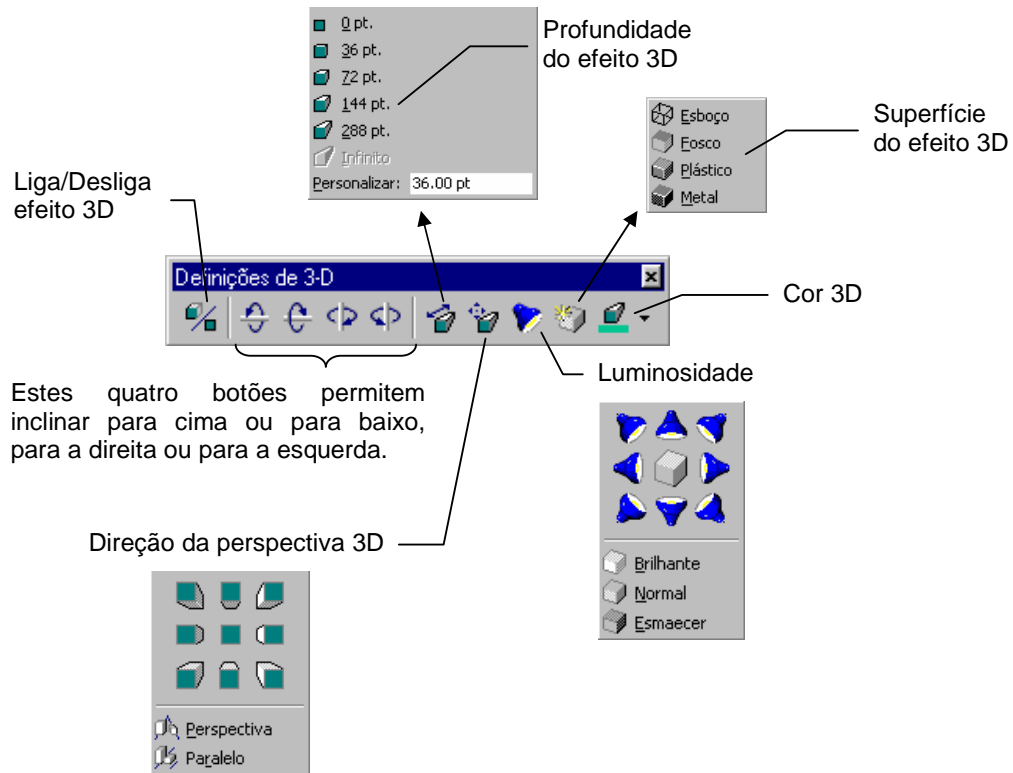 0 pt.
36 pt.
72 pt.
144 pt.
288 pt.
Infinito
Personalizar: 36.00 pt
Profundidade
do efeito 3D
Esboço
Fosco
Plástico
Metal
Superfície
do efeito 3D
Liga/Desliga
efeito 3D
Definições de 3-D
Cor 3D
Estes quatro botões permitem
inclinar para cima ou para baixo,
para a direita ou para a esquerda.
Luminosidade
Brilhante
Normal
Esmaecer
Direção da perspectiva 3D
Perspectiva
Paralelo